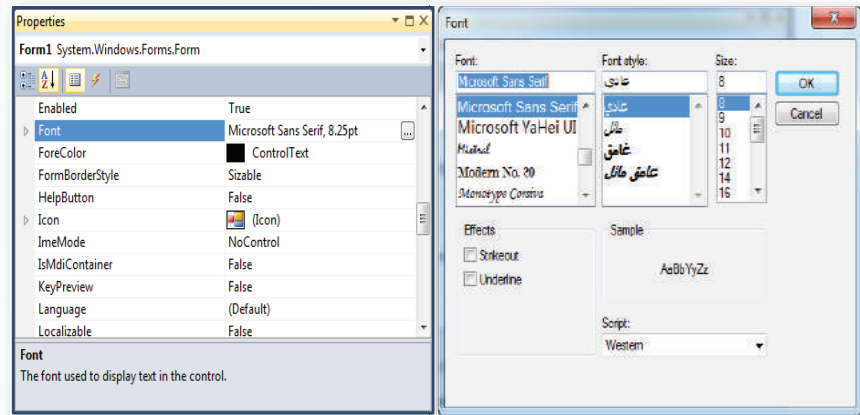 Properties
Form1 System.Windows.Forms.Form
Enabled True
Font Microsoft Sans Serif, 8.25pt ...
ForeColor ControlText
FormBorderStyle Sizable
HelpButton False
Icon (Icon)
ImeMode NoControl
IsMdiContainer False
KeyPreview False
Language (Default)
Localizable False
Font
The font used to display text in the control.
Font
Font: Font style: Size:
Microsoft Sans Serif عادي 8 OK
Microsoft Sans Serif عادي 8 Cancel
9
Microsoft YaHei UI مائل 10
Mistral غامق 11
12
Modern No. 20 غامق مائل 14
Monotype Corsiva 16
Effects Sample
Strikeout
AaBbYyZz
Underline
Script:
Western